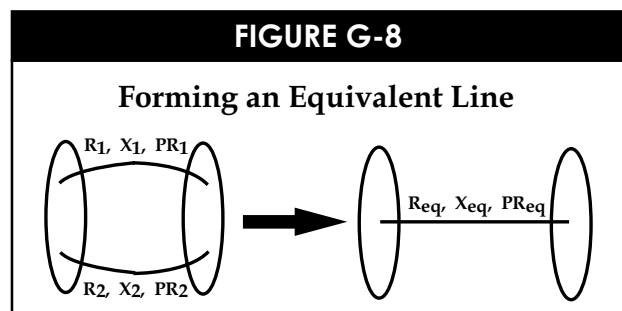 FIGURE G-8
Forming an Equivalent Line
R1, X1, PR1
Req, Xeq, PReq
R2, X2, PR2